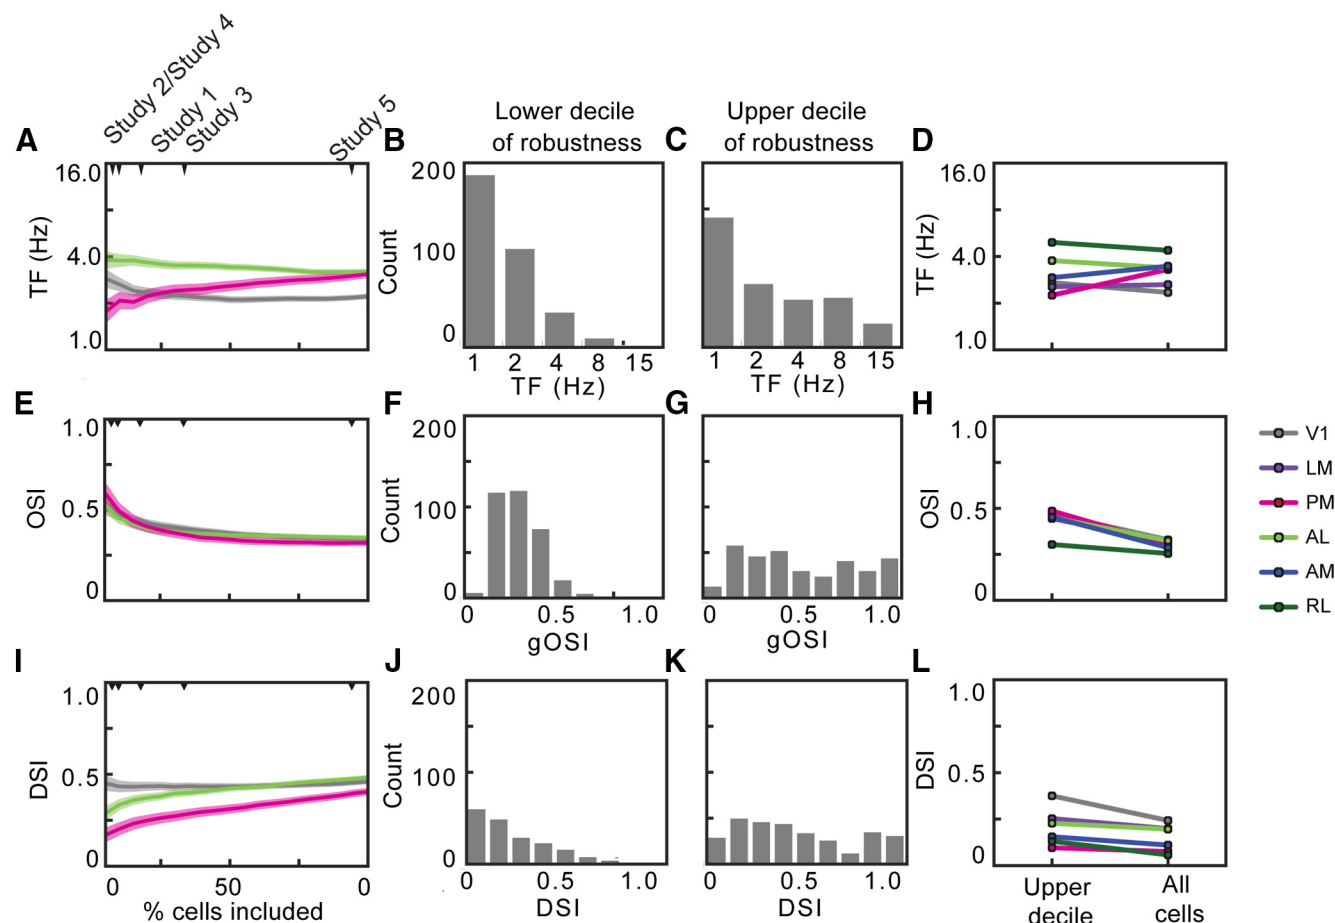 Study 2/Study 4
Study 1
Study 3
Study 5
Lower decile
of robustness
Upper decile
of robustness
A
16.0
4.0
1.0
TF (Hz)
B
200
100
0
Count
1 2 4 8 15
TF (Hz)
C
1 2 4 8 15
TF (Hz)
D
16.0
4.0
1.0
TF (Hz)
E
1.0
0.5
0
OSI
F
200
100
0
Count
0 0.5 1.0
gOSI
G
0 0.5 1.0
gOSI
H
1.0
0.5
0
OSI
V1
LM
PM
AL
AM
RL
I
1.0
0.5
0
DSI
0 50 0
% cells included
J
200
100
0
Count
0 0.5 1.0
DSI
K
0 0.5 1.0
DSI
L
1.0
0.5
0
DSI
Upper
decile
All
cells